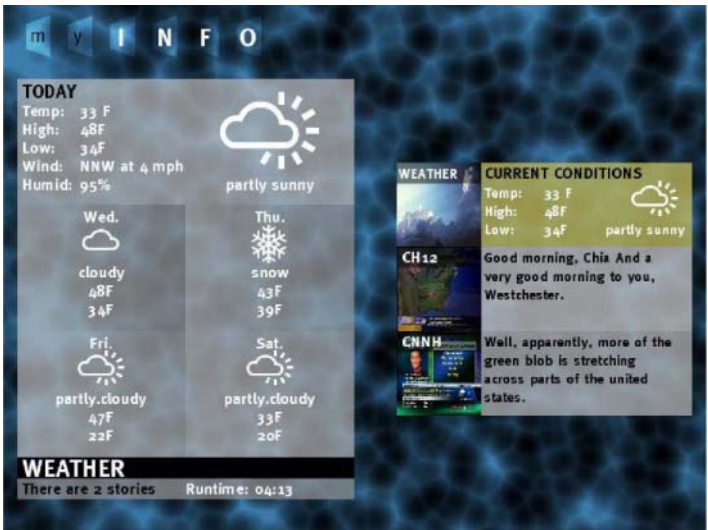 my INFO
TODAY
Temp: 33 F
High: 48F
Low: 34F
Wind: NNW at 4 mph
Humid: 95%
partly sunny
Wed.
cloudy
48F
34F
Thu.
snow
43F
39F
Fri.
partly.cloudy
47F
22F
Sat.
partly.cloudy
33F
20F
WEATHER
There are 2 stories Runtime: 04:13
WEATHER
CURRENT CONDITIONS
Temp: 33 F
High: 48F
Low: 34F
partly sunny
CH12
Good morning, Chia And a
very good morning to you,
Westchester.
CNNH
Well, apparently, more of the
green blob is stretching
across parts of the united
states.